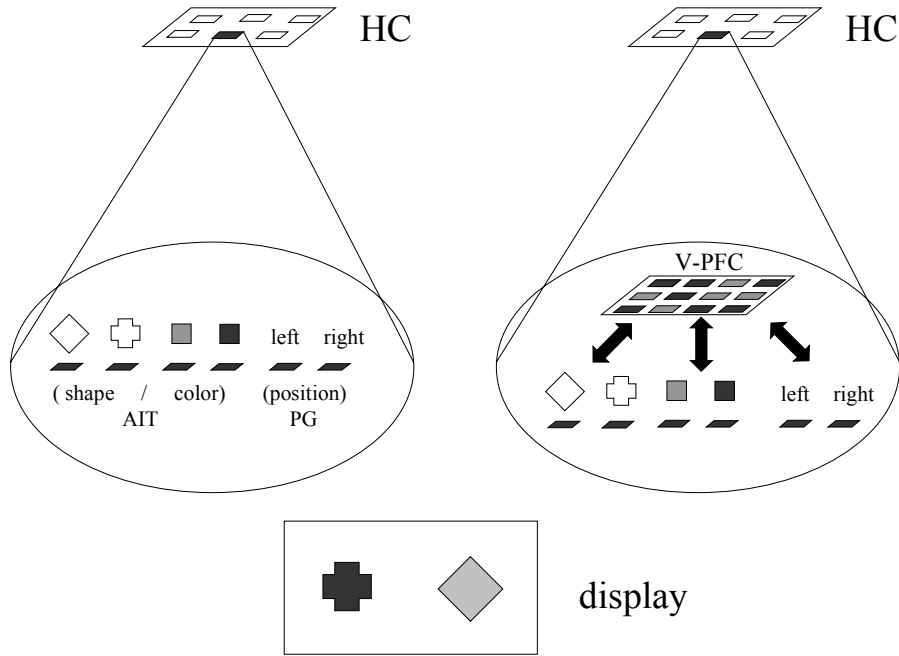 HC
HC
V-PFC
left right
( shape / color) (position)
AIT PG
left right
display